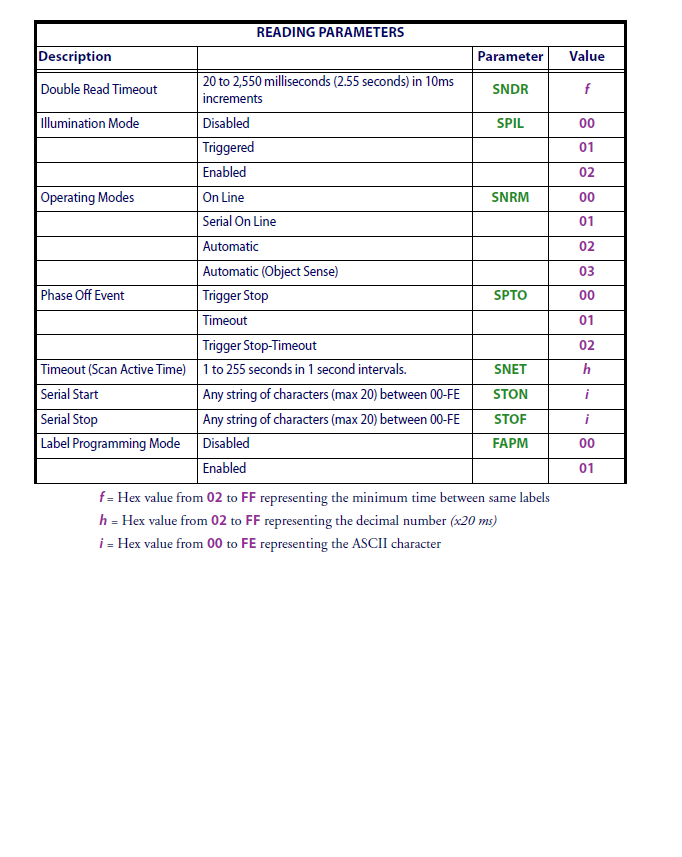 READING PARAMETERS
Description Parameter Value
Double Read Timeout 20 to 2,550 milliseconds (2.55 seconds) in 10ms increments SNDR f
Illumination Mode Disabled SPIL 00
Triggered 01
Enabled 02
Operating Modes On Line SNRM 00
Serial On Line 01
Automatic 02
Automatic (Object Sense) 03
Phase Off Event Trigger Stop SPTO 00
Timeout 01
Trigger Stop-Timeout 02
Timeout (Scan Active Time) 1 to 255 seconds in 1 second intervals. SNET h
Serial Start Any string of characters (max 20) between 00-FE STON i
Serial Stop Any string of characters (max 20) between 00-FE STOF i
Label Programming Mode Disabled FAPM 00
Enabled 01
f = Hex value from 02 to FF representing the minimum time between same labels
h = Hex value from 02 to FF representing the decimal number (x20 ms)
i = Hex value from 00 to FE representing the ASCII character